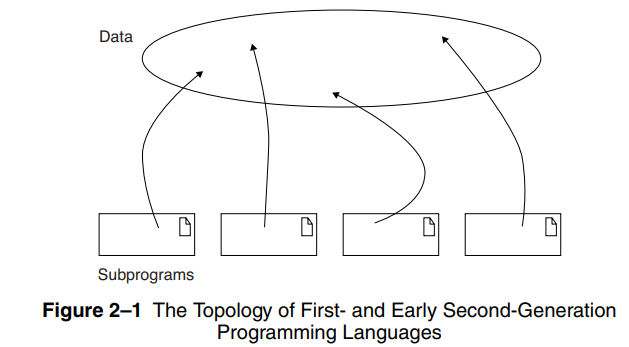 Data
Subprograms
Figure 2–1 The Topology of First- and Early Second-Generation
Programming Languages